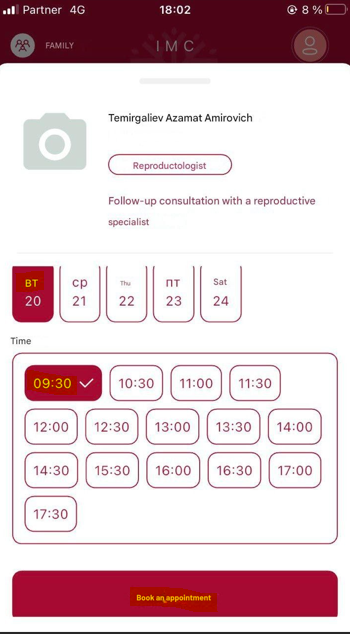 Partner 4G 18:02 8 %
FAMILY IMC
Temirgaliev Azamat Amirovich
Reproductologist
Follow-up consultation with a reproductive
specialist
вт ср Thu пт Sat
20 21 22 23 24
Time
09:30 10:30 11:00 11:30
12:00 12:30 13:00 13:30 14:00
14:30 15:30 16:00 16:30 17:00
17:30
Book an appointment